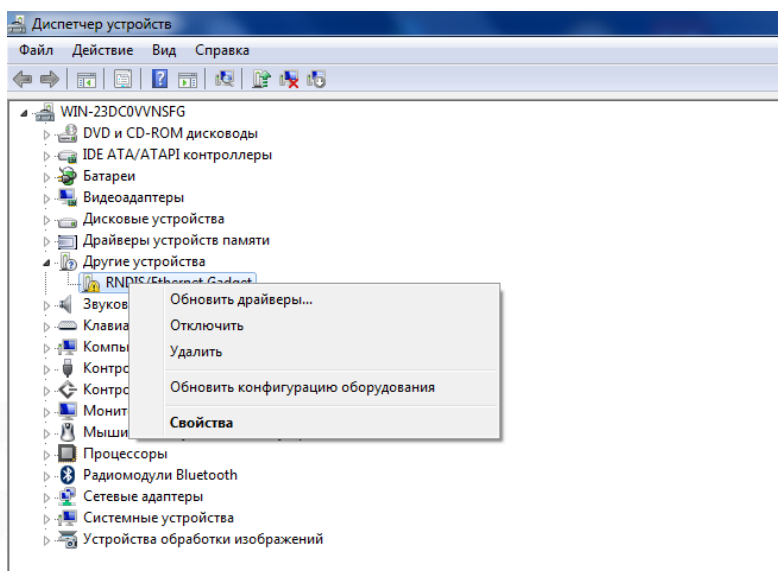 Диспетчер устройств
Файл Действие Вид Справка
WIN-23DC0VVNSFG
DVD и CD-ROM дисководы
IDE ATA/ATAPI контроллеры
Батареи
Видеоадаптеры
Дисковые устройства
Драйверы устройств памяти
Другие устройства
RNDIS/Ethernet Gadget
Обновить драйверы...
Отключить
Удалить
Обновить конфигурацию оборудования
Свойства
Звуков
Клавиа
Компы
Контро
Контро
Монит
Мыши
Процессоры
Радиомодули Bluetooth
Сетевые адаптеры
Системные устройства
Устройства обработки изображений